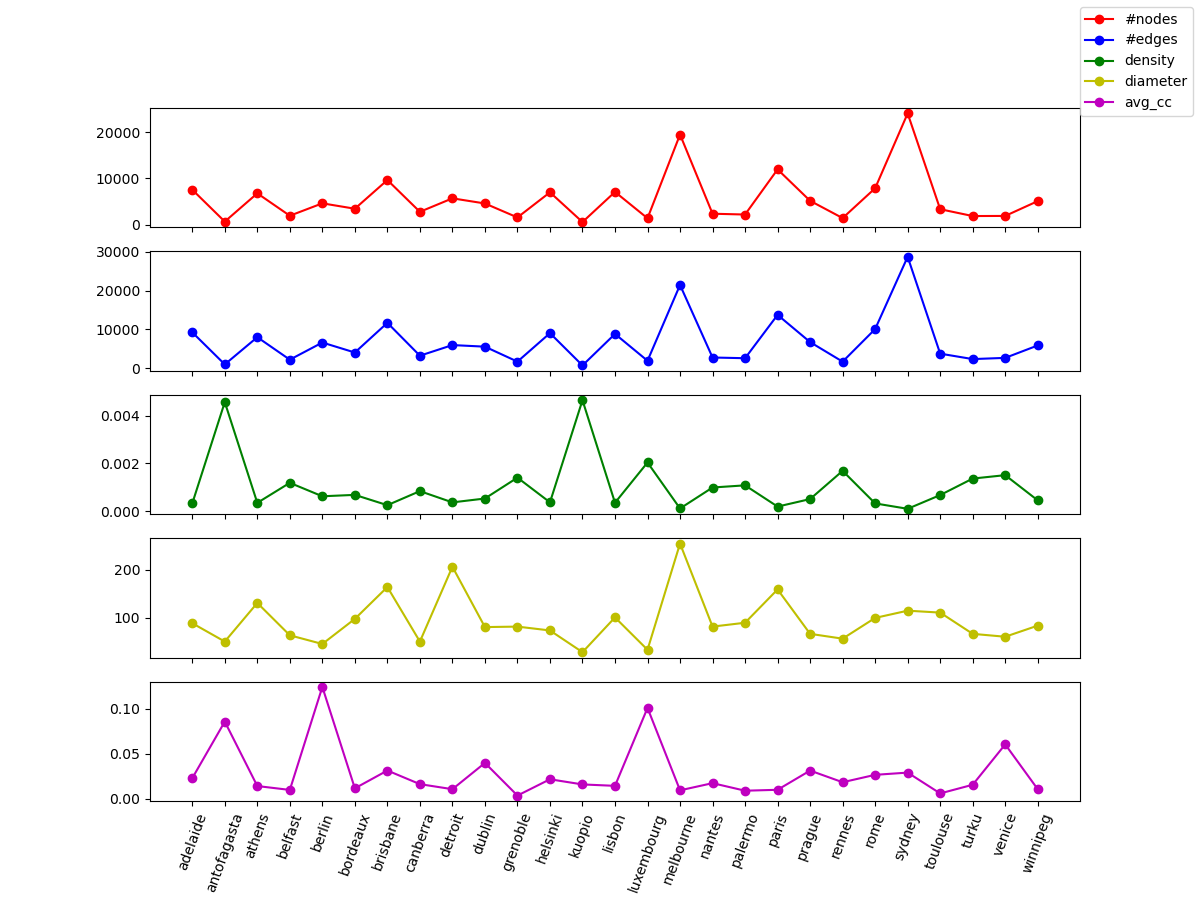 #nodes
#edges
density
diameter
avg_cc
20000
10000
0
30000
20000
10000
0
0.004
0.002
0.000
200
100
0.10
0.05
0.00
adelaide
antofagasta
athens
belfast
berlin
bordeaux
brisbane
canberra
detroit
dublin
grenoble
helsinki
kuopio
lisbon
luxembourg
melbourne
nantes
palermo
paris
prague
rennes
rome
sydney
toulouse
turku
venice
winnipeg